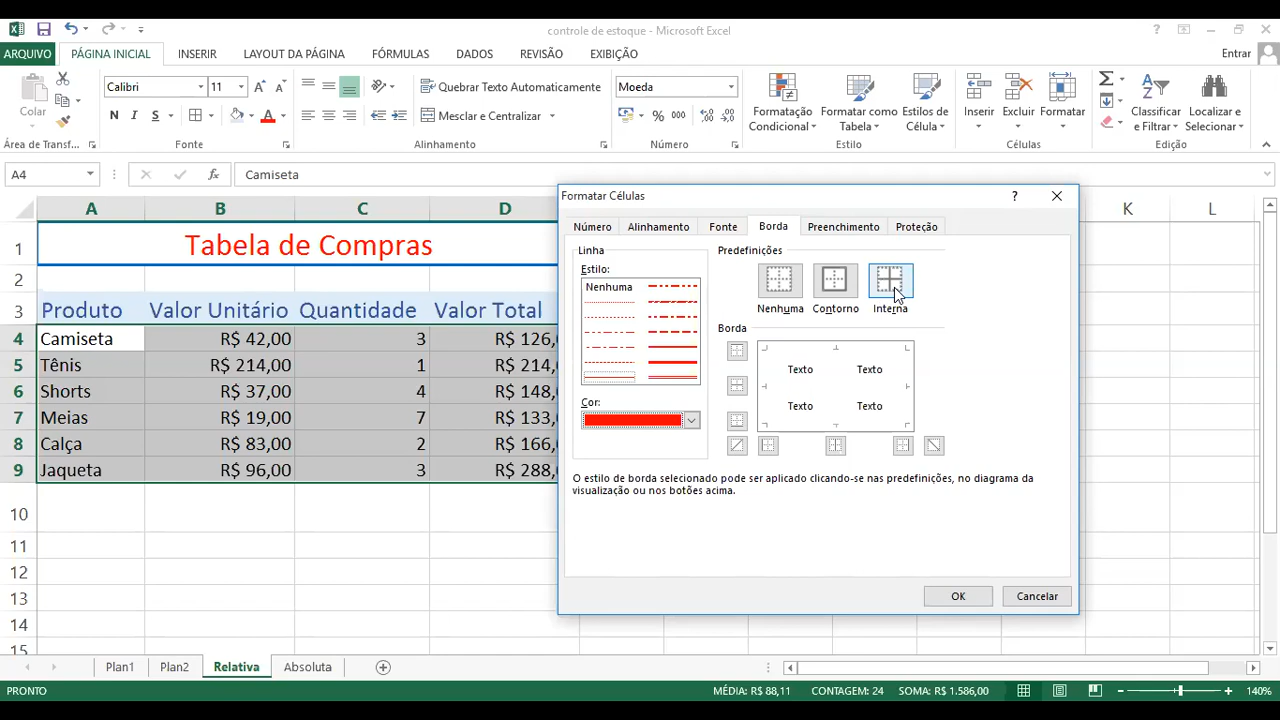 controle de estoque - Microsoft Excel
?
ARQUIVO PÁGINA INICIAL INSERIR LAYOUT DA PÁGINA FÓRMULAS DADOS REVISÃO EXIBIÇÃO Entrar
Colar
Calibri 11
N I S
Quebrar Texto Automaticamente
Mesclar e Centralizar
Moeda
% 000
Formatação Condicional
Formatar como Tabela
Estilos de Célula
Inserir
Excluir
Formatar
Classificar e Filtrar
Localizar e Selecionar
Área de Transf... Fonte Alinhamento Número Estilo Células Edição
A4 fx Camiseta
A B C D K L
1 Tabela de Compras
2
3 Produto Valor Unitário Quantidade Valor Total
4 Camiseta R$ 42,00 3 R$ 126,
5 Tênis R$ 214,00 1 R$ 214,
6 Shorts R$ 37,00 4 R$ 148,
7 Meias R$ 19,00 7 R$ 133,
8 Calça R$ 83,00 2 R$ 166,
9 Jaqueta R$ 96,00 3 R$ 288,
10
11
12
13
14
15
Formatar Células ?
Número Alinhamento Fonte Borda Preenchimento Proteção
Linha
Estilo:
Nenhuma
Cor:
Predefinições
Nenhuma Contorno Interna
Borda
Texto Texto
Texto Texto
O estilo de borda selecionado pode ser aplicado clicando-se nas predefinições, no diagrama da
visualização ou nos botões acima.
OK Cancelar
Plan1 Plan2 Relativa Absoluta
PRONTO MÉDIA: R$ 88,11 CONTAGEM: 24 SOMA: R$ 1.586,00 140%